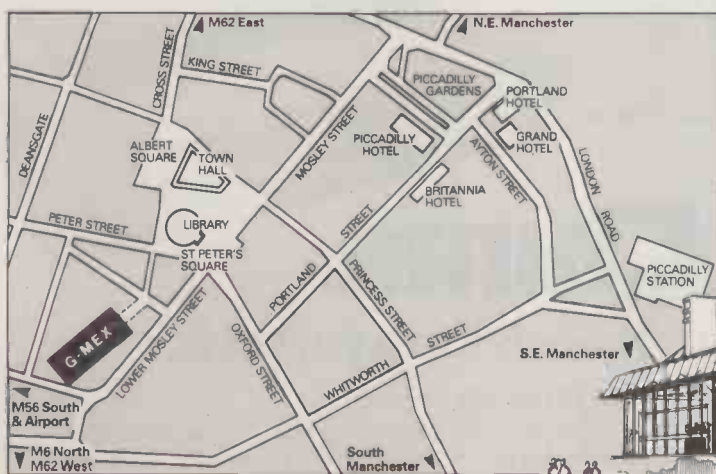 M62 East
N.E. Manchester
CROSS STREET
KING STREET
PICCADILLY
GARDENS
PORTLAND
HOTEL
DEANSGATE
MOSLEY STREET
ALBERT
SQUARE
TOWN
HALL
PICCADILLY
HOTEL
GRAND
HOTEL
AYTON STREET
LONDON
ROAD
BRITANNIA
HOTEL
PETER STREET
LIBRARY
ST PETER'S
SQUARE
PORTLAND
STREET
PRINCESS STREET
PICCADILLY
STATION
G-MEX
LOWER MOSLEY STREET
OXFORD STREET
WHITWORTH
STREET
S.E. Manchester
M56 South
& Airport
M6 North
M62 West
South
Manchester